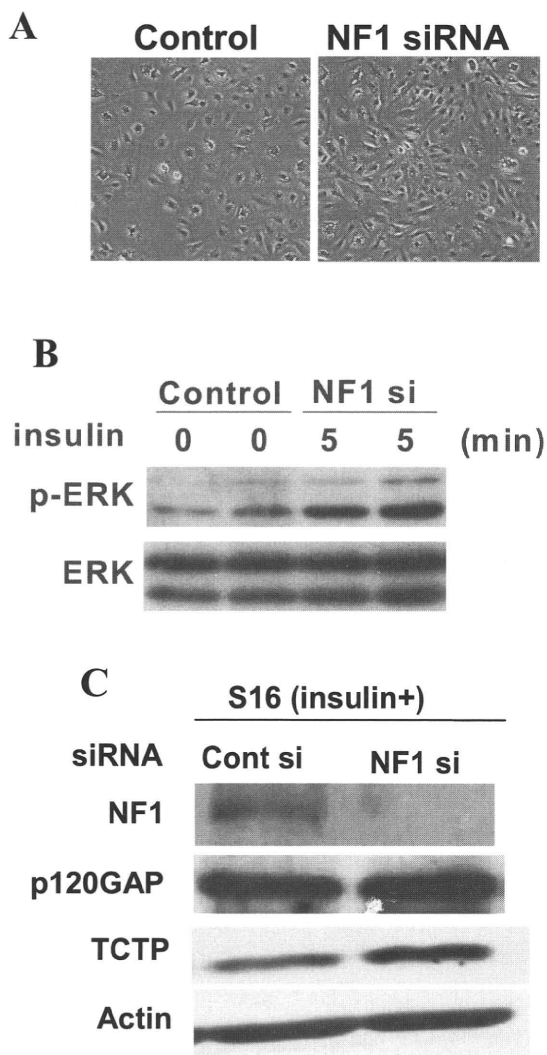 A
Control NF1 siRNA
B
Control NF1 si
insulin 0 0 5 5 (min)
p-ERK
ERK
C
S16 (insulin+)
siRNA Cont si NF1 si
NF1
p120GAP
TCTP
Actin